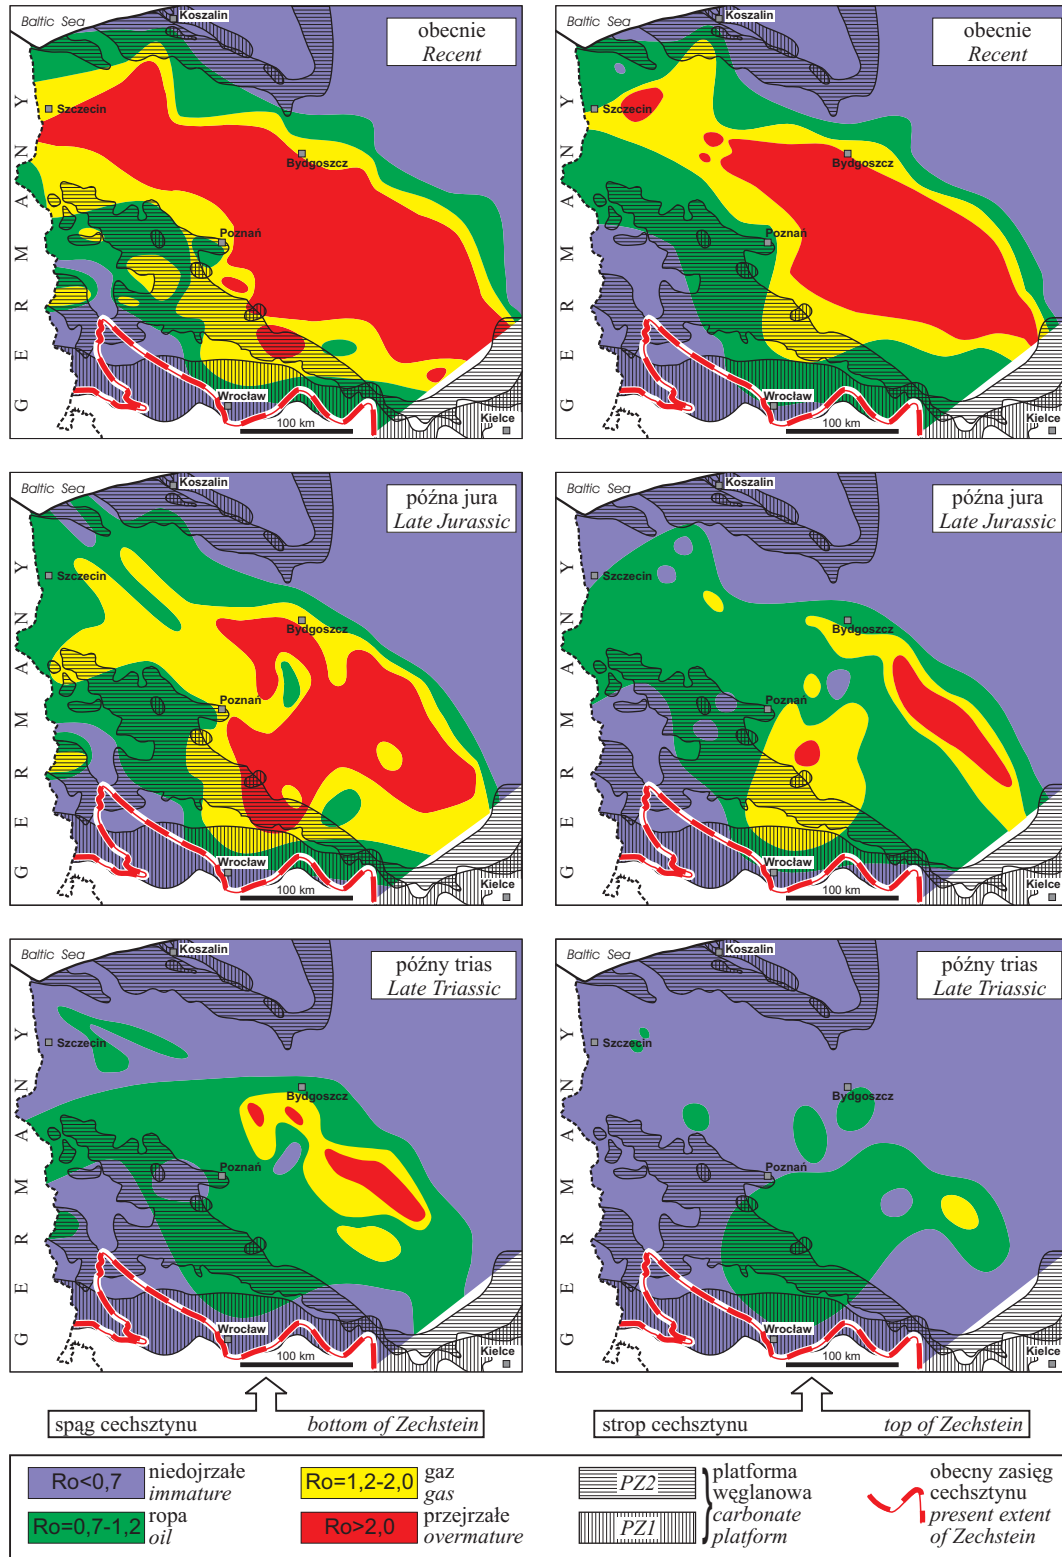 Baltic Sea
Koszalin
obecnie
Recent
Szczecin
Bydgoszcz
Poznań
Wrocław
100 km
Kielce
G E R M A N Y
Baltic Sea
Koszalin
obecnie
Recent
Szczecin
Bydgoszcz
Poznań
Wrocław
100 km
Kielce
G E R M A N Y
Baltic Sea
Koszalin
późna jura
Late Jurassic
Szczecin
Bydgoszcz
Poznań
Wrocław
100 km
Kielce
G E R M A N Y
Baltic Sea
Koszalin
późna jura
Late Jurassic
Szczecin
Bydgoszcz
Poznań
Wrocław
100 km
Kielce
G E R M A N Y
Baltic Sea
Koszalin
późny trias
Late Triassic
Szczecin
Bydgoszcz
Poznań
Wrocław
100 km
Kielce
G E R M A N Y
Baltic Sea
Koszalin
późny trias
Late Triassic
Szczecin
Bydgoszcz
Poznań
Wrocław
100 km
Kielce
G E R M A N Y
spąg cechsztynu bottom of Zechstein
strop cechsztynu top of Zechstein
Ro<0,7
niedojrzałe
immature
Ro=0,7-1,2
ropa
oil
Ro=1,2-2,0
gaz
gas
Ro>2,0
przejrzałe
overmature
PZ2
PZ1
platforma
węglanowa
carbonate
platform
obecny zasięg
cechsztynu
present extent
of Zechstein